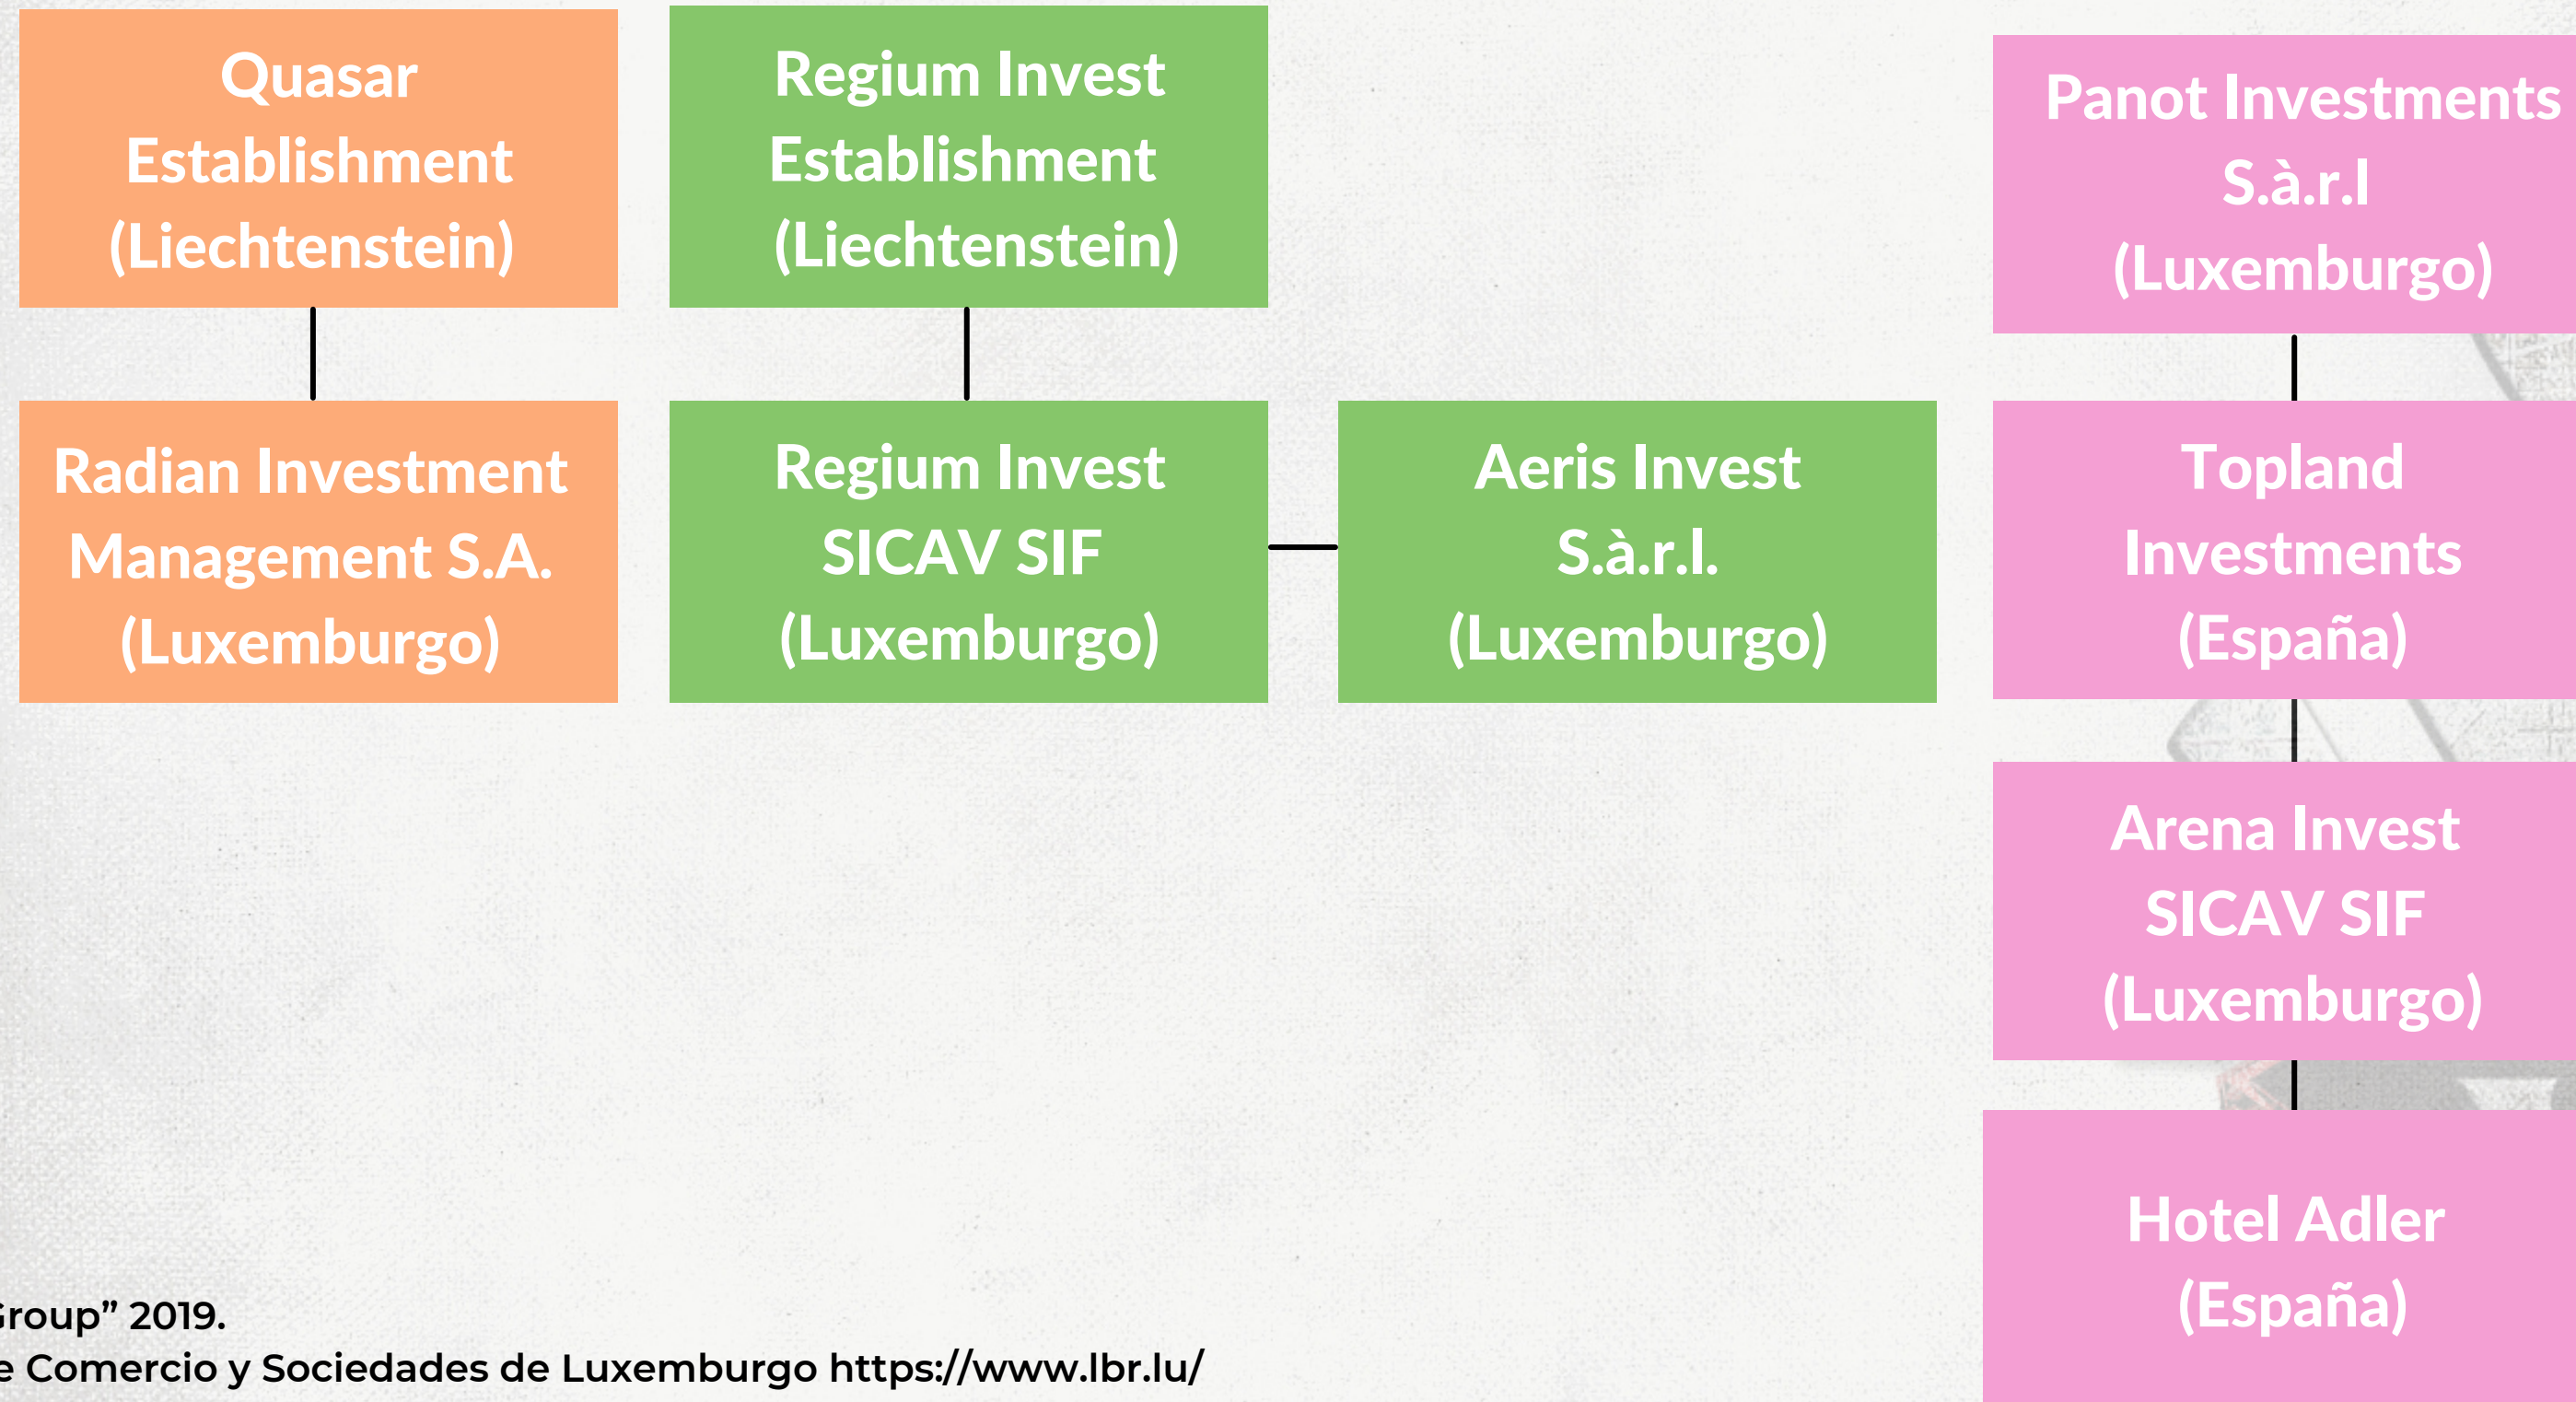 Quasar
Establishment
(Liechtenstein)
Regium Invest
Establishment
(Liechtenstein)
Panot Investments
S.à.r.l
(Luxemburgo)
Radian Investment
Management S.A.
(Luxemburgo)
Regium Invest
SICAV SIF
(Luxemburgo)
Aeris Invest
S.à.r.l.
(Luxemburgo)
Topland
Investments
(España)
Arena Invest
SICAV SIF
(Luxemburgo)
Hotel Adler
(España)
Group” 2019.
e Comercio y Sociedades de Luxemburgo https://www.lbr.lu/